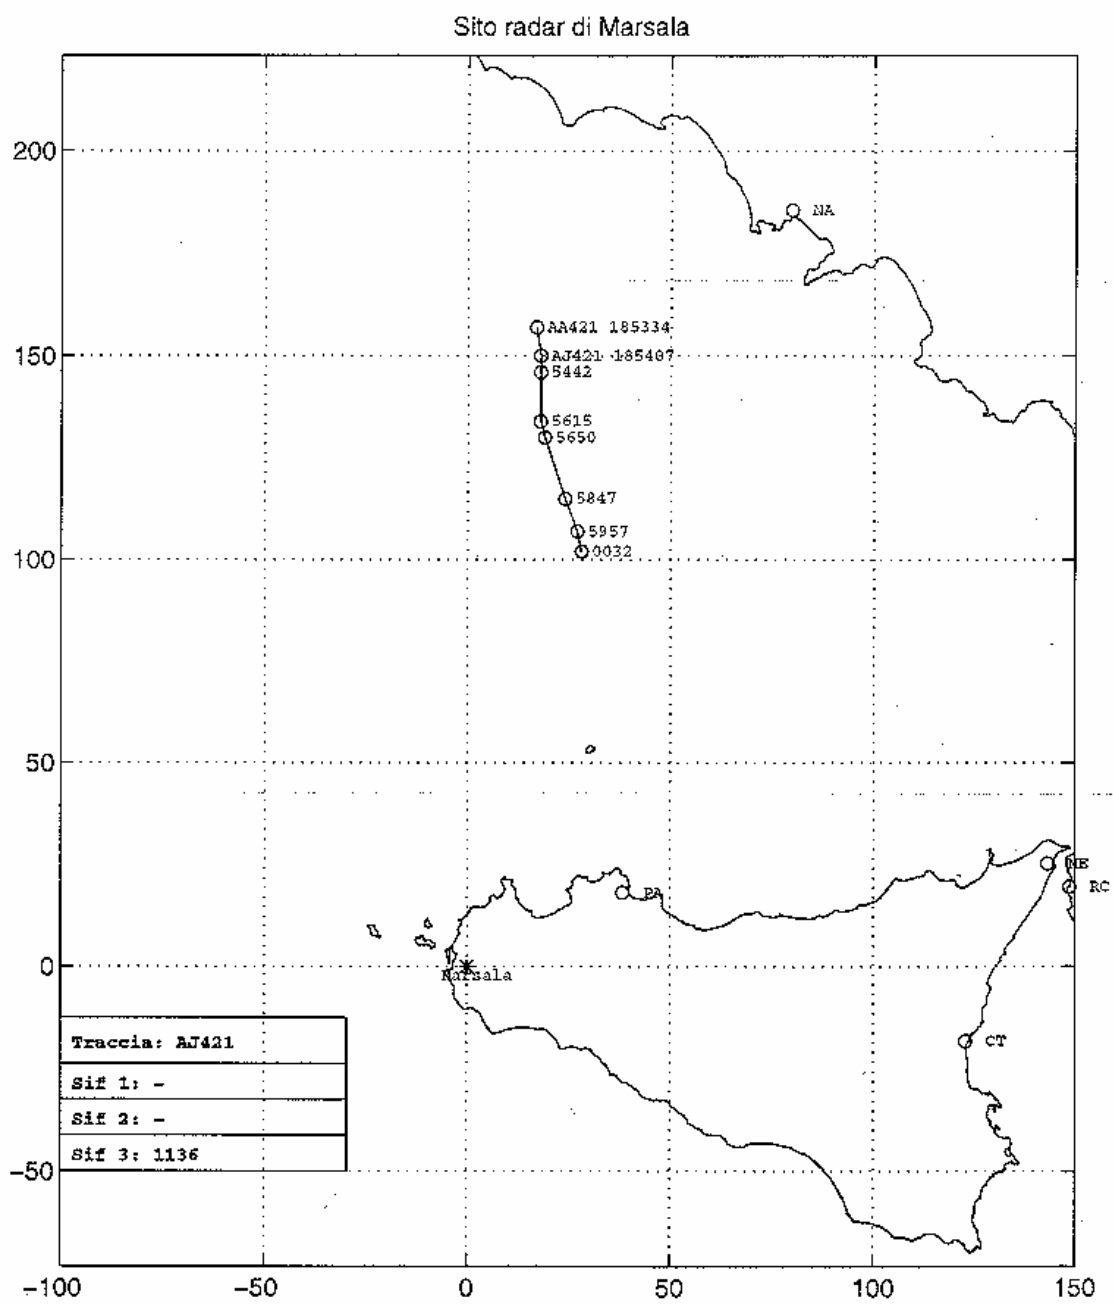 Sito radar di Marsala
200
NA
AA421 185334
150
AJ421 185407
5442
5615
5650
5847
5957
0032
100
50
ME
RC
PA
0
Marsala
CT
Traccia: AJ421
Sif 1: -
Sif 2: -
Sif 3: 1136
-50
-100
-50
0
50
100
150